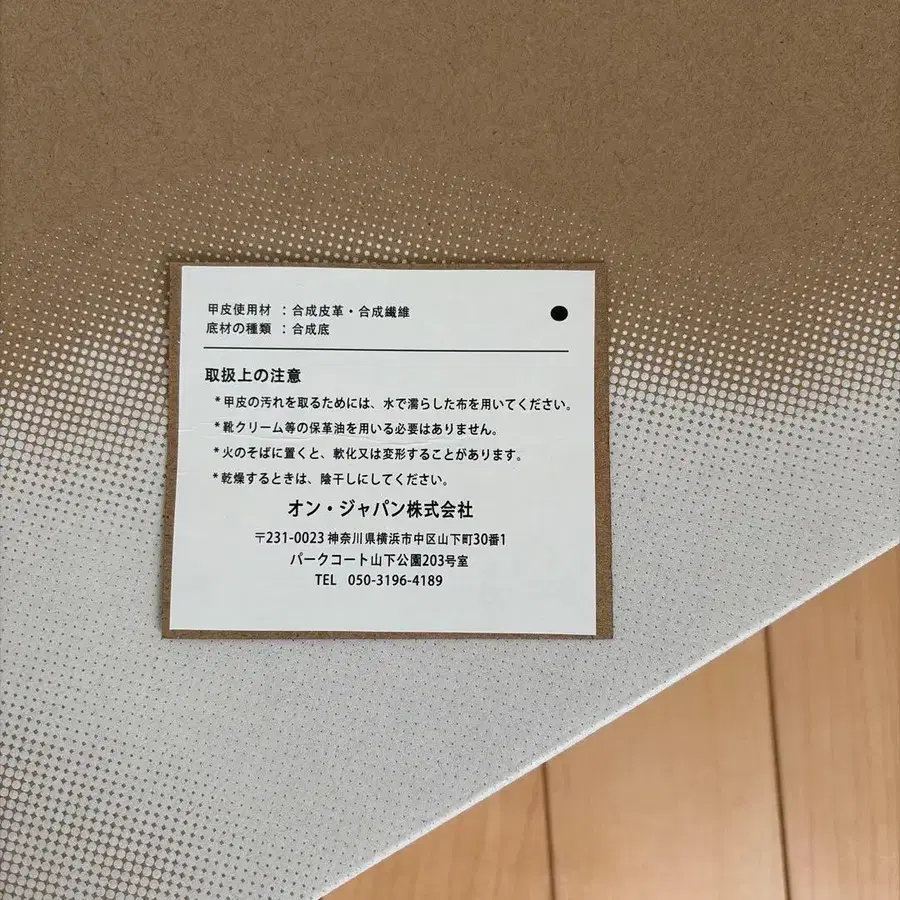 甲皮使用材 ：合成皮革・合成繊維
底材の種類 ：合成底
取扱上の注意
*甲皮の汚れを取るためには、水で濡らした布を用いてください。
*靴クリーム等の保革油を用いる必要はありません。
*火のそばに置くと、軟化又は変形することがあります。
*乾燥するときは、陰干しにしてください。
オン・ジャパン株式会社
〒231-0023 神奈川県横浜市中区山下町30番1
パークコート山下公園203号室
TEL 050-3196-4189